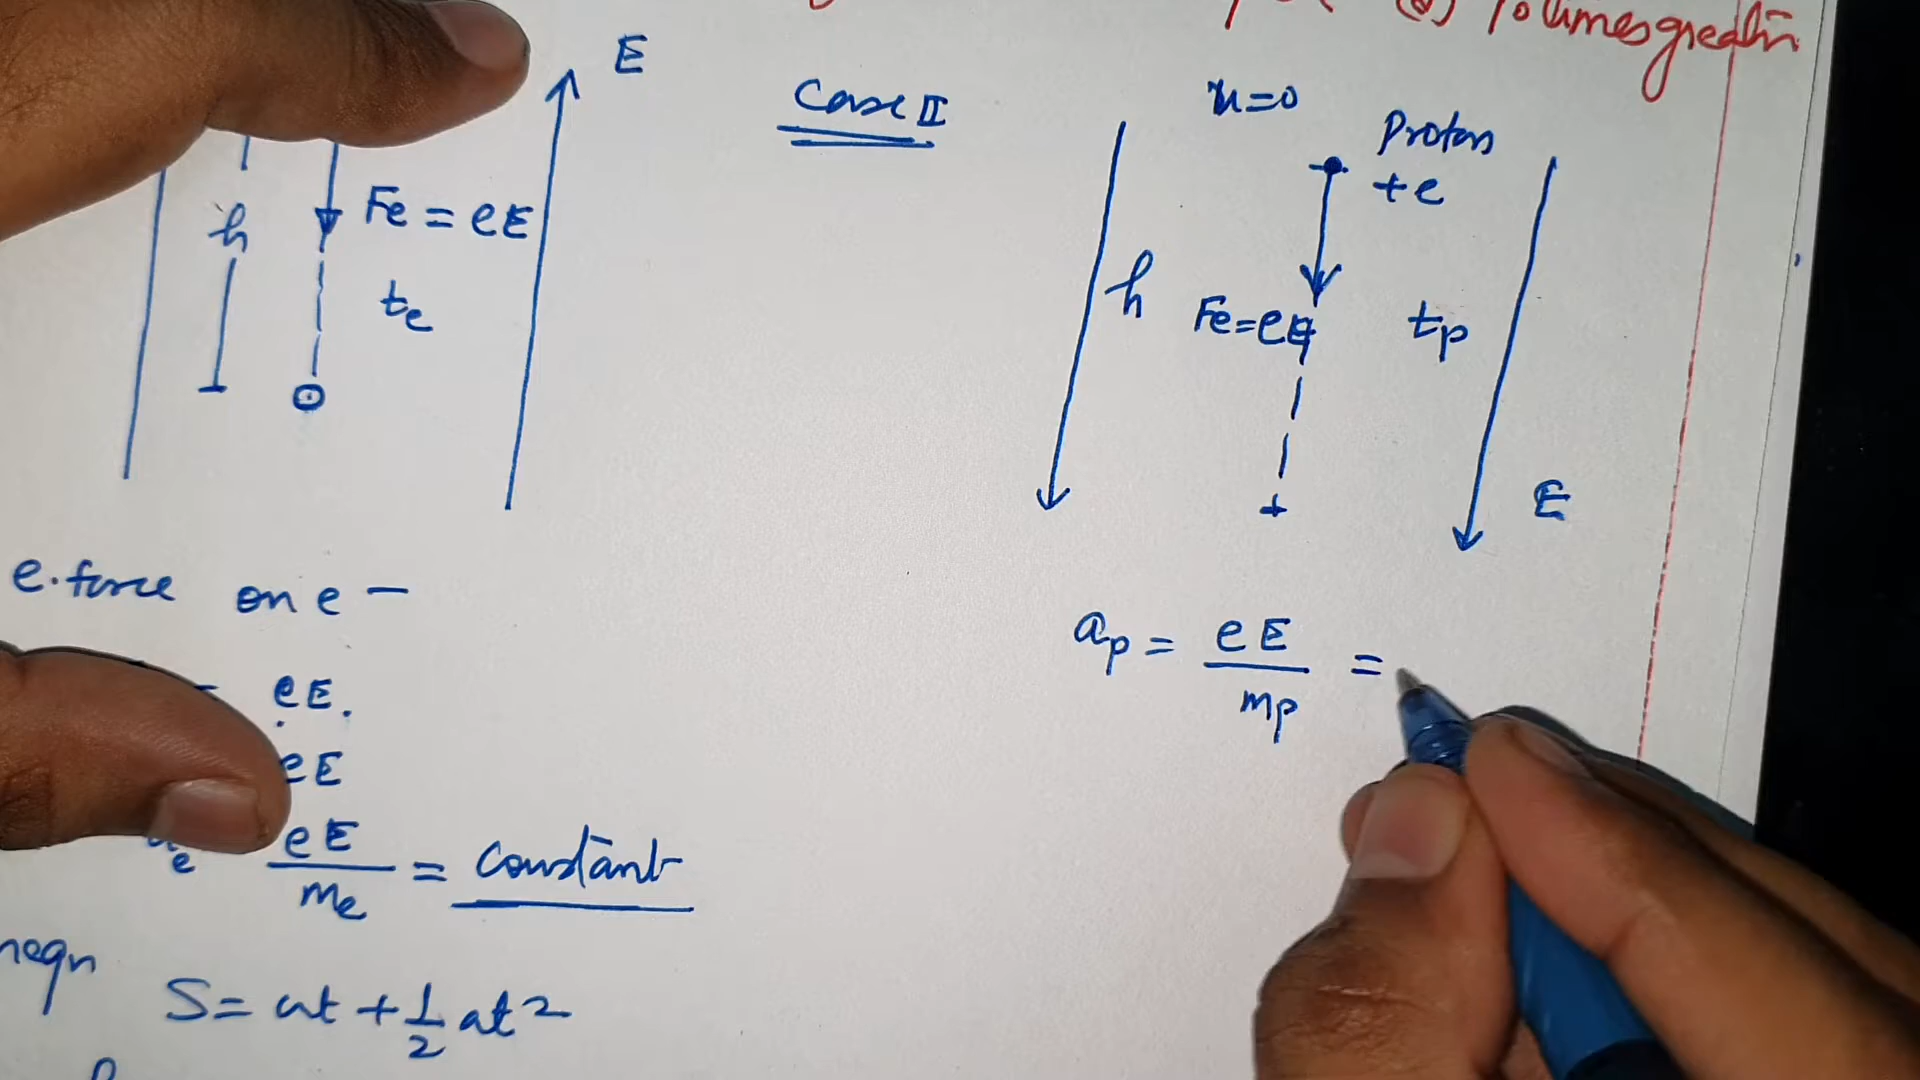 (a) 10 times greater
E
h
Fe = eE
te
e.force on e–
eE.
eE
e eE/me = constant
S = ut + 1/2 at2
Case II
u=0
Proton
+e
h
Fe=eE
tp
E
ap = eE/mp =